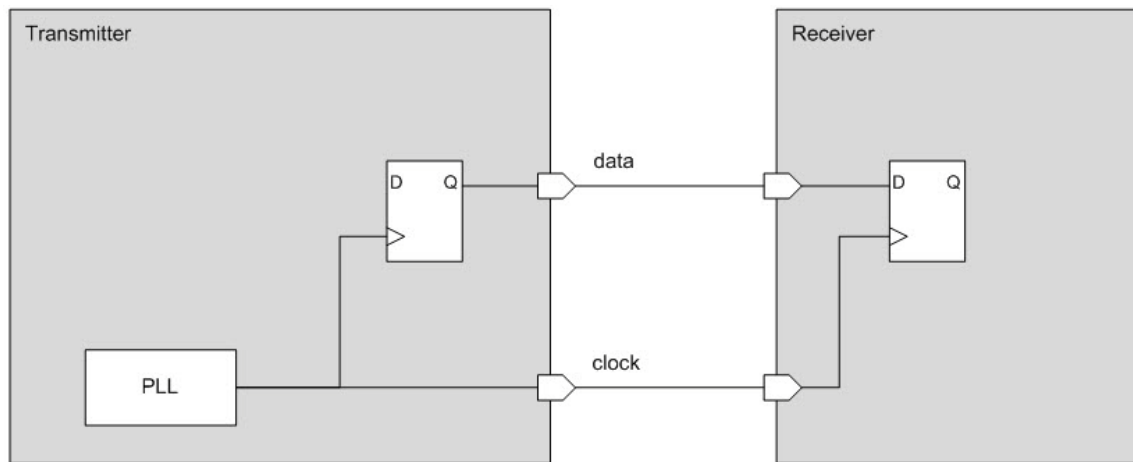 Transmitter
Receiver
data
D Q
D Q
clock
PLL